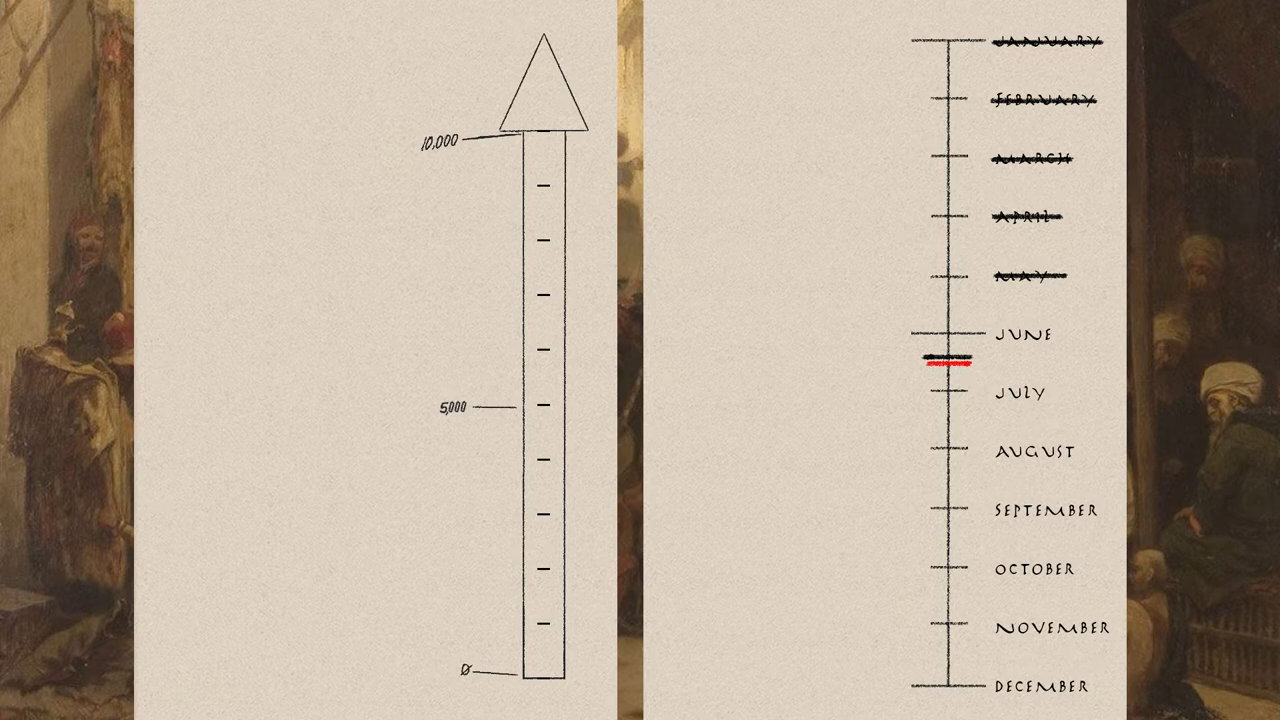 10,000
5,000
0
JANUARY
FEBRUARY
MARCH
APRIL
MAY
JUNE
JULY
AUGUST
SEPTEMBER
OCTOBER
NOVEMBER
DECEMBER